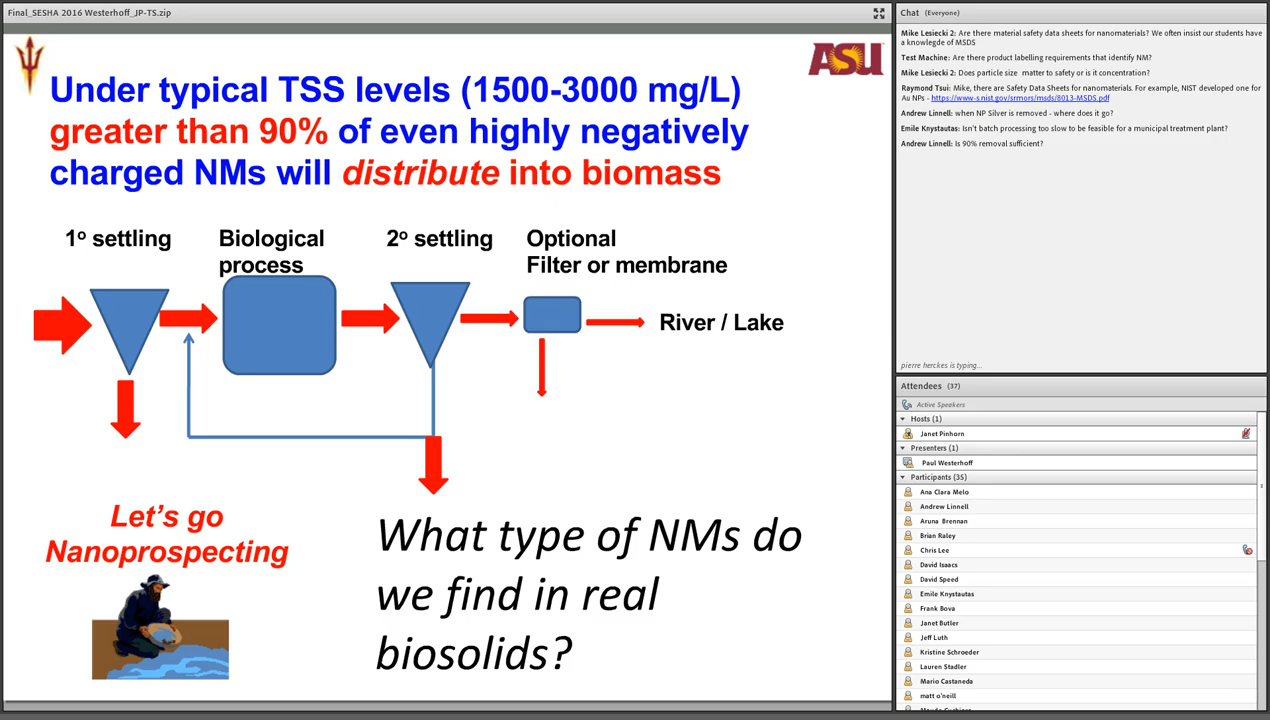 Final_SESHA 2016 Westerhoff_JP-TS.zip
ASU
Under typical TSS levels (1500-3000 mg/L)
greater than 90% of even highly negatively
charged NMs will distribute into biomass
1º settling
Biological
process
2º settling
Optional
Filter or membrane
River / Lake
Let’s go
Nanoprospecting
What type of NMs do
we find in real
biosolids?
Chat (Everyone)
Mike Lesiecki 2: Are there material safety data sheets for nanomaterials? We often insist our students have
a knowlegde of MSDS
Test Machine: Are there product labelling requirements that identify NM?
Mike Lesiecki 2: Does particle size matter to safety or is it concentration?
Raymond Tsui: Mike, there are Safety Data Sheets for nanomaterials. For example, NIST developed one for
Au NPs - https://www-s.nist.gov/srmors/msds/8013-MSDS.pdf
Andrew Linnell: when NP Silver is removed - where does it go?
Emile Knystautas: Isn't batch processing too slow to be feasible for a municipal treatment plant?
Andrew Linnell: Is 90% removal sufficient?
pierre herckes is typing...
Attendees (37)
Active Speakers
Hosts (1)
Janet Pinhorn
Presenters (1)
Paul Westerhoff
Participants (35)
Ana Clara Melo
Andrew Linnell
Aruna Brennan
Brian Raley
Chris Lee
David Isaacs
David Speed
Emile Knystautas
Frank Bova
Janet Butler
Jeff Luth
Kristine Schroeder
Lauren Stadler
Mario Castaneda
matt o'neill